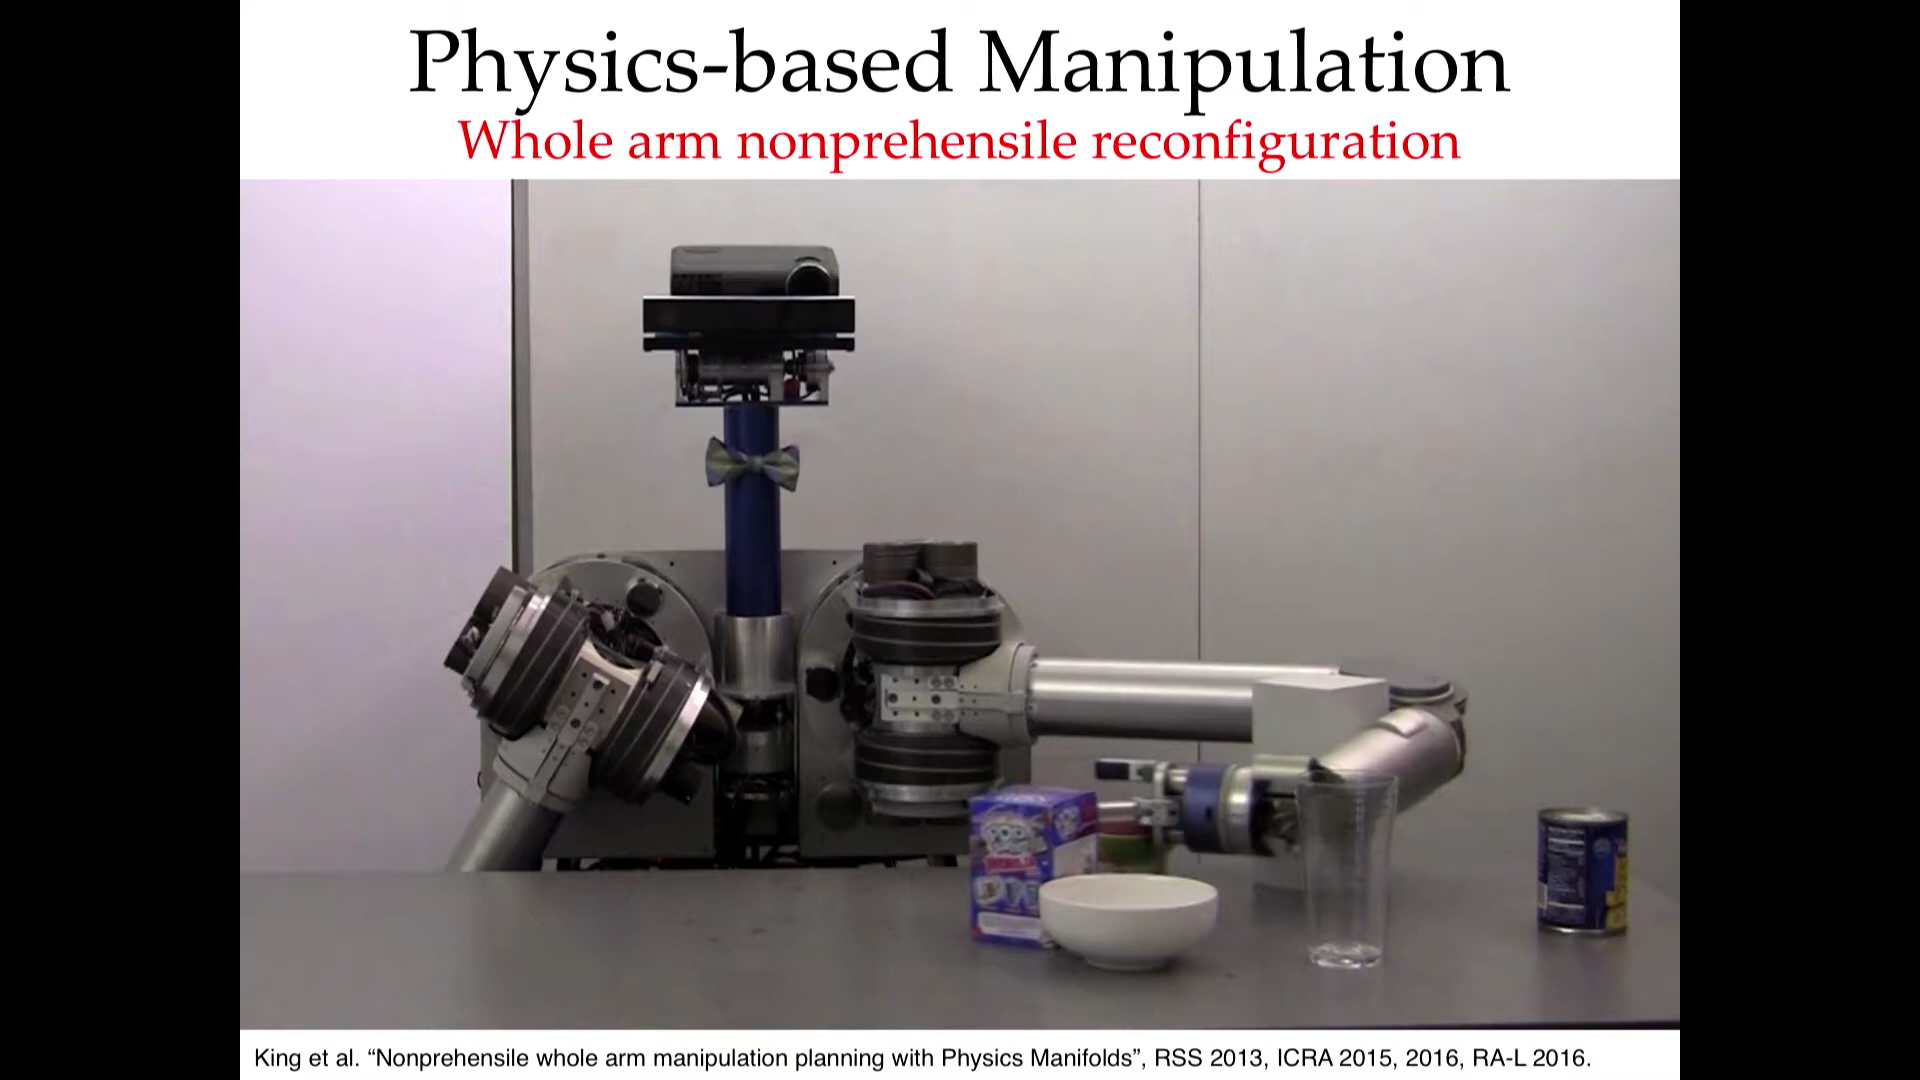 Physics-based Manipulation
Whole arm nonprehensile reconfiguration
POP
King et al. “Nonprehensile whole arm manipulation planning with Physics Manifolds”, RSS 2013, ICRA 2015, 2016, RA-L 2016.